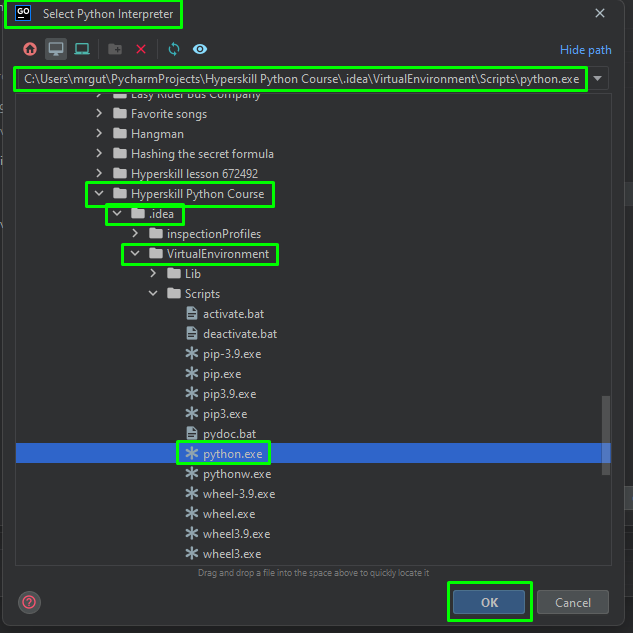 GO
Select Python Interpreter
Hide path
C:\Users\mrgut\PycharmProjects\Hyperskill Python Course\.idea\VirtualEnvironment\Scripts\python.exe
Easy Rider Bus Company
Favorite songs
Hangman
Hashing the secret formula
Hyperskill lesson 672492
Hyperskill Python Course
.idea
inspectionProfiles
VirtualEnvironment
Lib
Scripts
activate.bat
deactivate.bat
pip-3.9.exe
pip.exe
pip3.9.exe
pip3.exe
pydoc.bat
python.exe
pythonw.exe
wheel-3.9.exe
wheel.exe
wheel3.9.exe
wheel3.exe
Drag and drop a file into the space above to quickly locate it
?
OK
Cancel